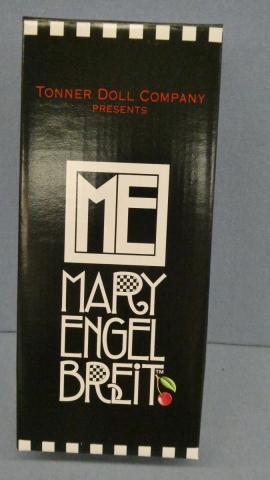 TONNER DOLL COMPANY
PRESENTS
ME
MARY
ENGEL
BREIT™